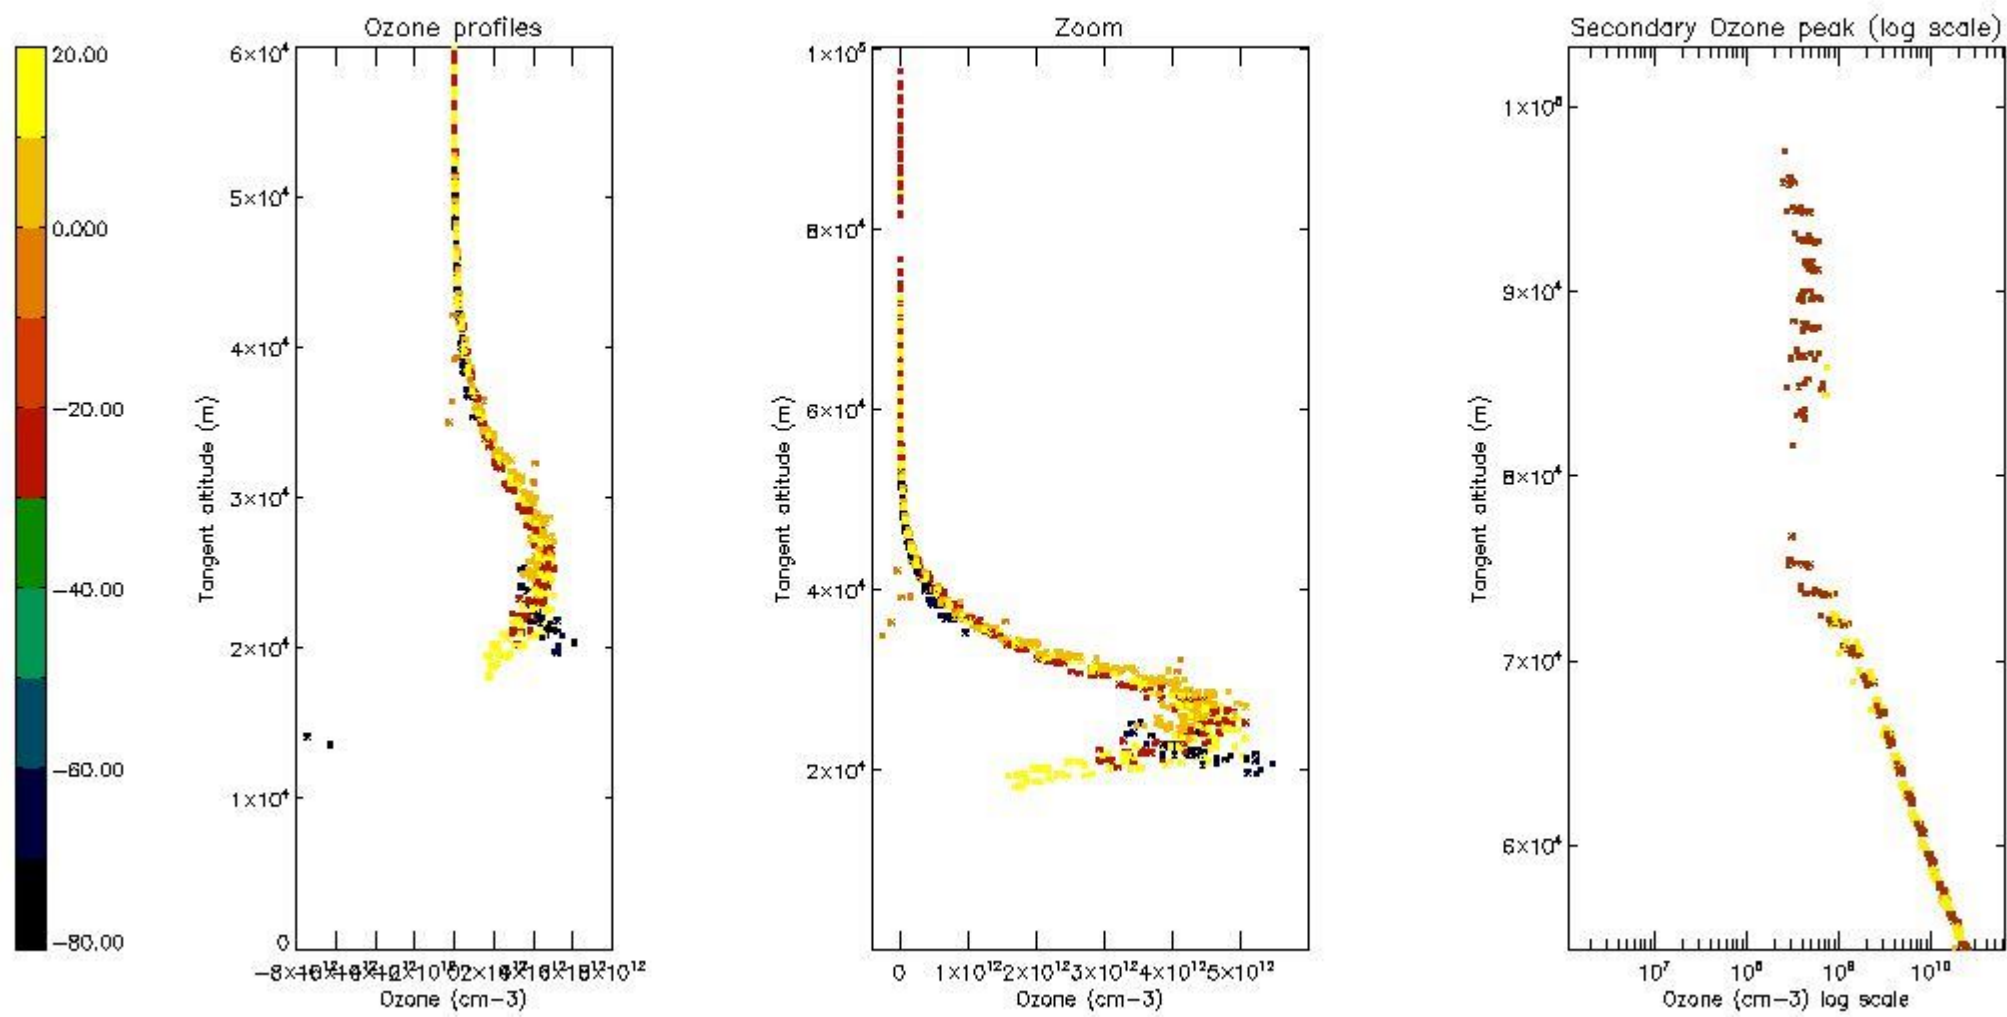 Ozone profiles
Zoom
Secondary Ozone peak (log scale)
20.00
0.000
−20.00
−40.00
−60.00
−80.00
Tangent altitude (m)
6×10⁴
5×10⁴
4×10⁴
3×10⁴
2×10⁴
1×10⁴
0
Ozone (cm−3)
Tangent altitude (m)
1×10⁵
8×10⁴
6×10⁴
4×10⁴
2×10⁴
0 1×10¹² 2×10¹² 3×10¹² 4×10¹² 5×10¹²
Ozone (cm−3)
Tangent altitude (m)
1×10⁵
9×10⁴
8×10⁴
7×10⁴
6×10⁴
10⁷ 10⁸ 10⁹ 10¹⁰
Ozone (cm−3) log scale